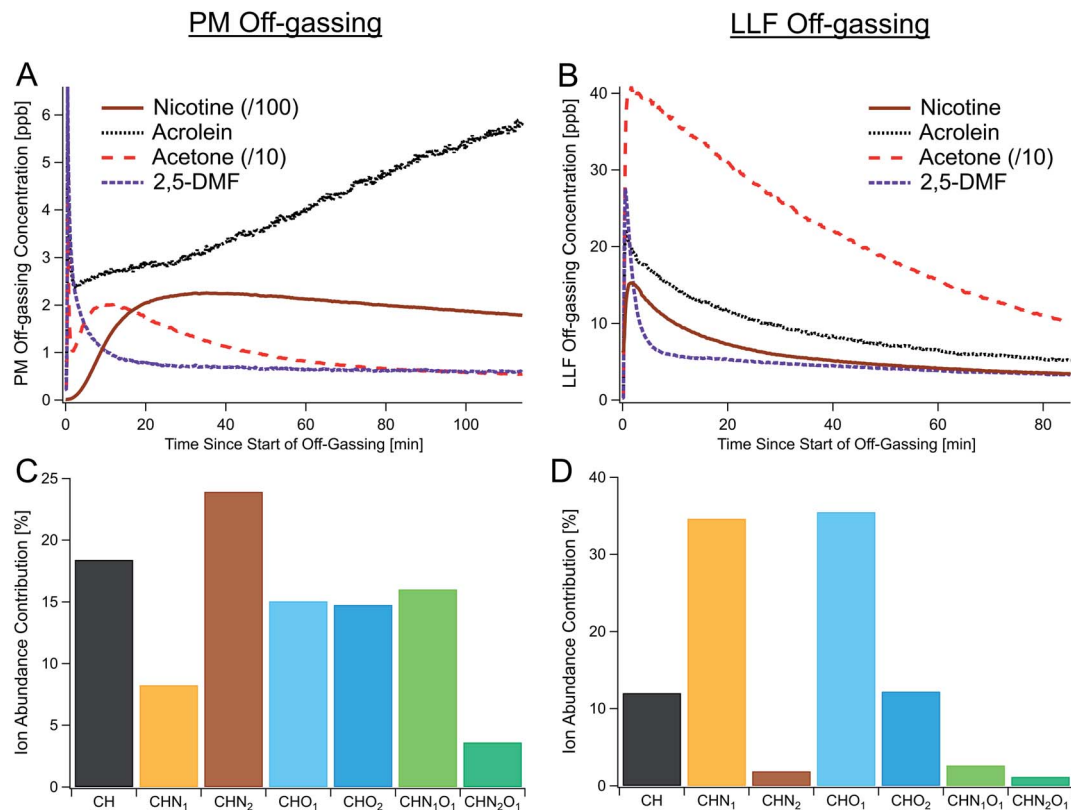 PM Off-gassing
LLF Off-gassing
A
PM Off-gassing Concentration [ppb]
6
5
4
3
2
1
0
Nicotine (/100)
Acrolein
Acetone (/10)
2,5-DMF
0 20 40 60 80 100
Time Since Start of Off-Gassing [min]
B
LLF Off-gassing Concentration [ppb]
40
30
20
10
0
Nicotine
Acrolein
Acetone (/10)
2,5-DMF
0 20 40 60 80
Time Since Start of Off-Gassing [min]
C
Ion Abundance Contribution [%]
25
20
15
10
5
0
CH CHN₁ CHN₂ CHO₁ CHO₂ CHN₁O₁ CHN₂O₁
D
Ion Abundance Contribution [%]
40
30
20
10
0
CH CHN₁ CHN₂ CHO₁ CHO₂ CHN₁O₁ CHN₂O₁